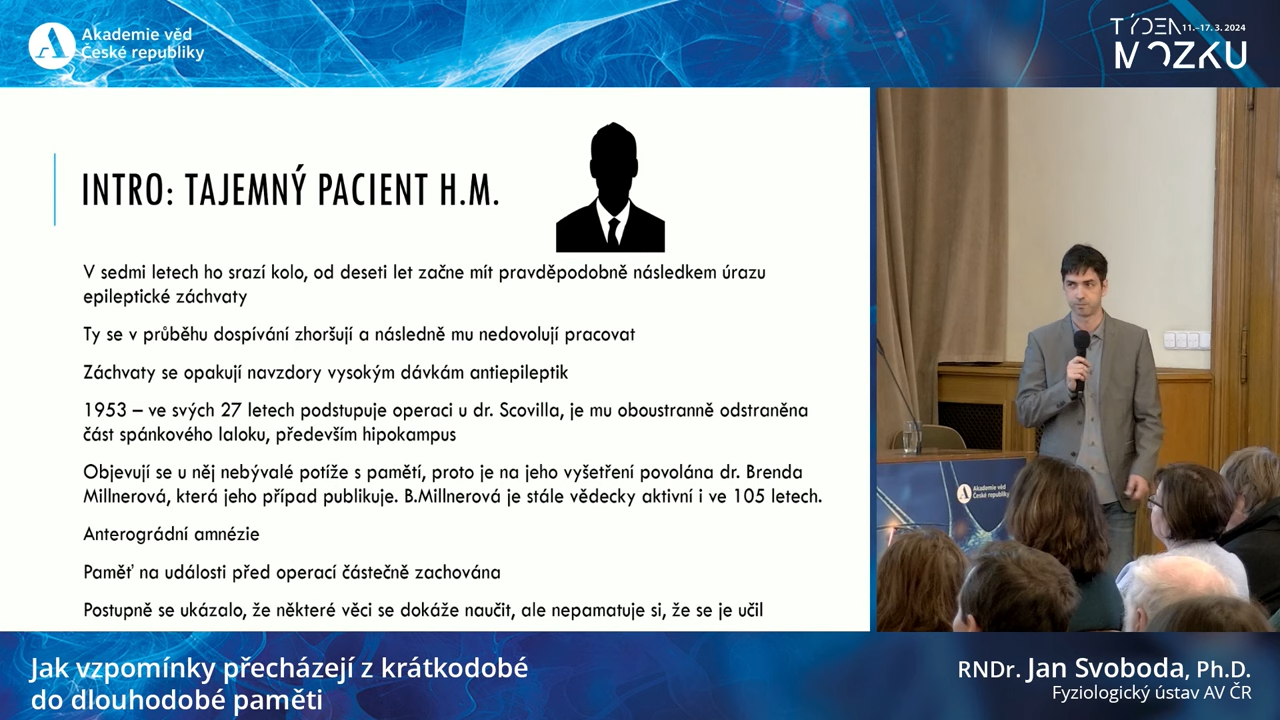 Akademie věd
České republiky
TÝDEN 11.–17. 3. 2024
MOZKU
INTRO: TAJEMNÝ PACIENT H.M.
V sedmi letech ho srazí kolo, od deseti let začne mít pravděpodobně následkem úrazu
epileptické záchvaty
Ty se v průběhu dospívání zhoršují a následně mu nedovolují pracovat
Záchvaty se opakují navzdory vysokým dávkám antiepileptik
1953 – ve svých 27 letech podstupuje operaci u dr. Scovilla, je mu oboustranně odstraněna
část spánkového laloku, především hipokampus
Objevují se u něj nebývalé potíže s pamětí, proto je na jeho vyšetření povolána dr. Brenda
Millnerová, která jeho případ publikuje. B.Millnerová je stále vědecky aktivní i ve 105 letech.
Anterográdní amnézie
Paměť na události před operací částečně zachována
Postupně se ukázalo, že některé věci se dokáže naučit, ale nepamatuje si, že se je učil
Akademie věd
České republiky
Jak vzpomínky přecházejí z krátkodobé
do dlouhodobé paměti
RNDr. Jan Svoboda, Ph.D.
Fyziologický ústav AV ČR